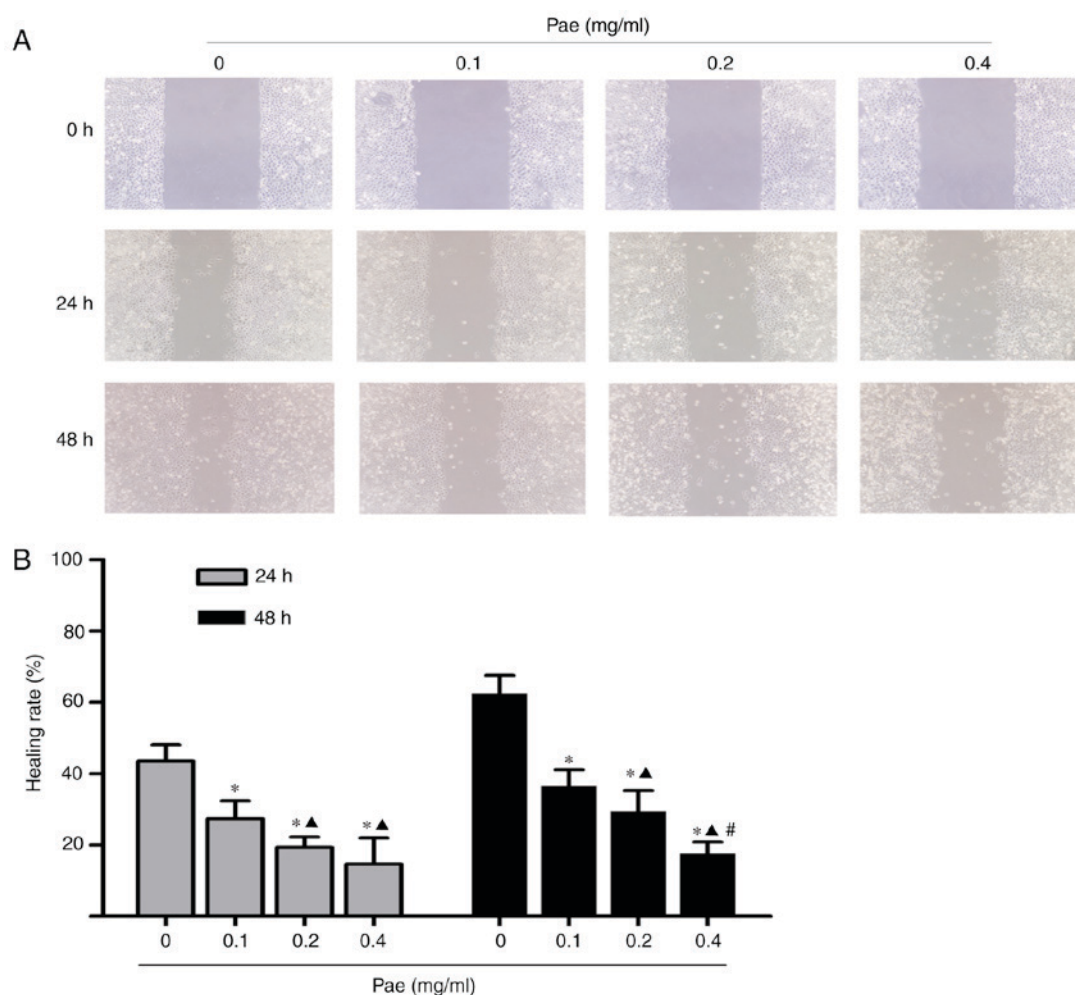 A
Pae (mg/ml)
0 0.1 0.2 0.4
0 h
24 h
48 h
B
100
80
60
40
20
Healing rate (%)
24 h
48 h
*
*▲
*▲
*
*▲
*▲ #
0 0.1 0.2 0.4 0 0.1 0.2 0.4
Pae (mg/ml)